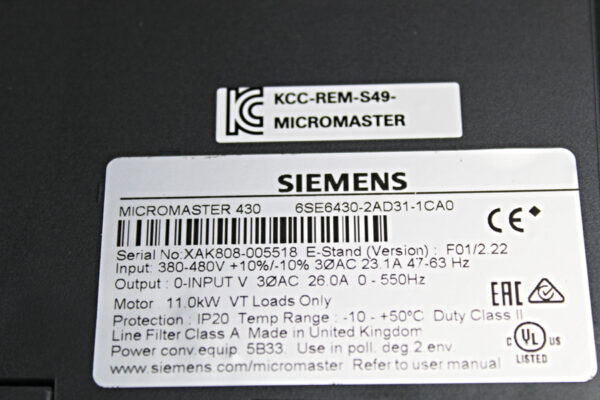 KCC-REM-S49-
MICROMASTER
SIEMENS
MICROMASTER 430 6SE6430-2AD31-1CA0
CE
Serial No:XAK808-005518 E-Stand (Version) : F01/2.22
Input: 380-480V +10%/-10% 3ØAC 23.1A 47-63 Hz
Output : 0-INPUT V 3ØAC 26.0A 0 - 550Hz
Motor 11.0kW VT Loads Only
EAC
Protection : IP20 Temp Range : -10 - +50°C Duty Class II
Line Filter Class A Made in United Kingdom
Power conv.equip. 5B33. Use in poll. deg.2 env.
C UL US
LISTED
www.siemens.com/micromaster Refer to user manual